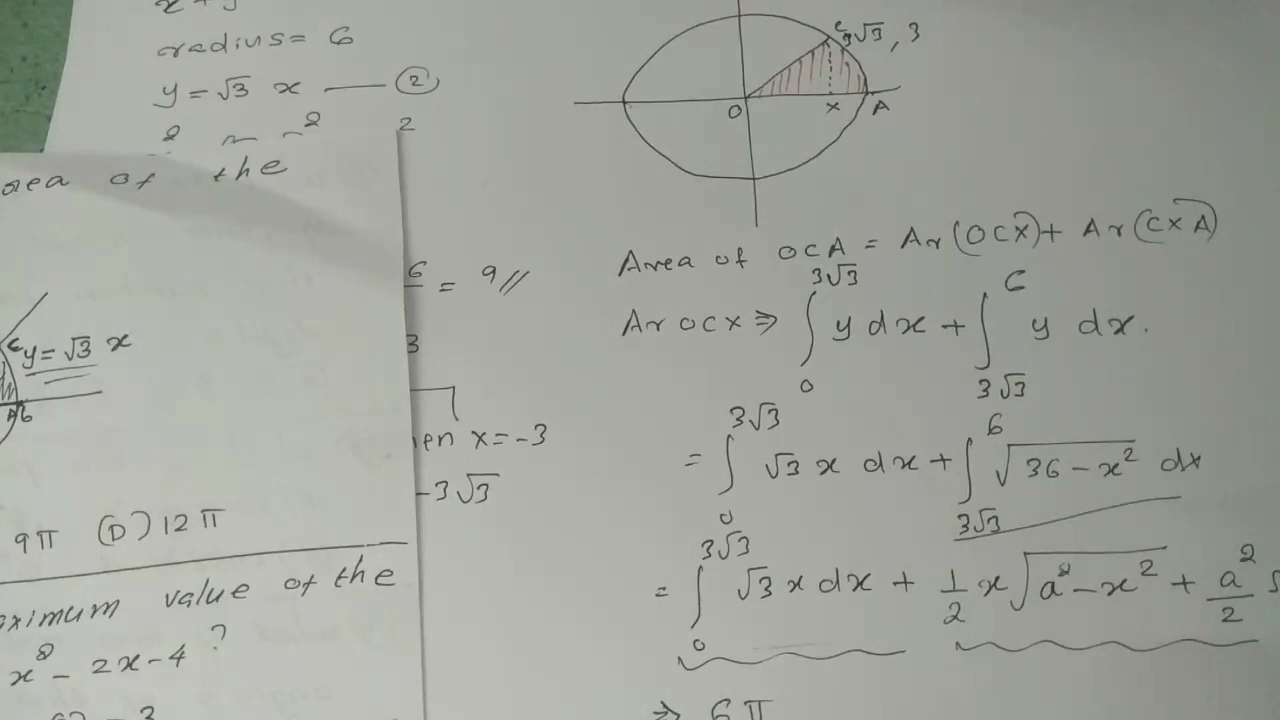 radius = 6
y = √3 x — ②
2
area of the
6 = 9 //
3
C y = √3 x
A 6
en x = -3
-3√3
9π (D) 12π
aximum value of the
x² - 2x - 4 ?
C 3√3, 3
O X A
Area of OCA = Ar (OCX) + Ar (CXA)
Ar OCX ⇒ ∫₀^{3√3} y dx + ∫_{3√3}^{6} y dx.
= ∫₀^{3√3} √3 x dx + ∫_{3√3}^{6} √(36 - x²) dx
= ∫₀^{3√3} √3 x dx + 1/2 x √(a² - x²) + a²/2 s
⇒ 6π